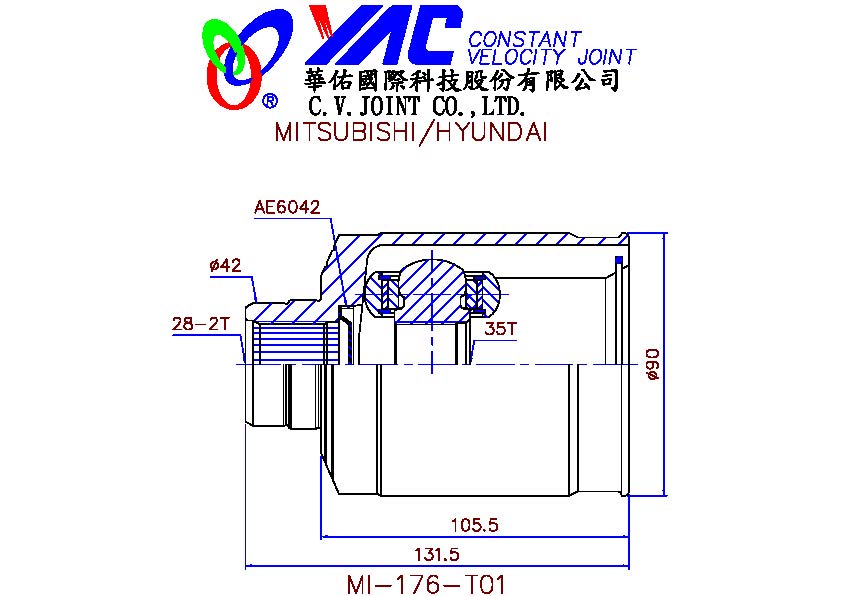 YAC CONSTANT
VELOCITY JOINT
®
華佑國際科技股份有限公司
C.V.JOINT CO.,LTD.
MITSUBISHI/HYUNDAI
AE6042
ø42
28-2T
35T
ø90
105.5
131.5
MI-176-T01